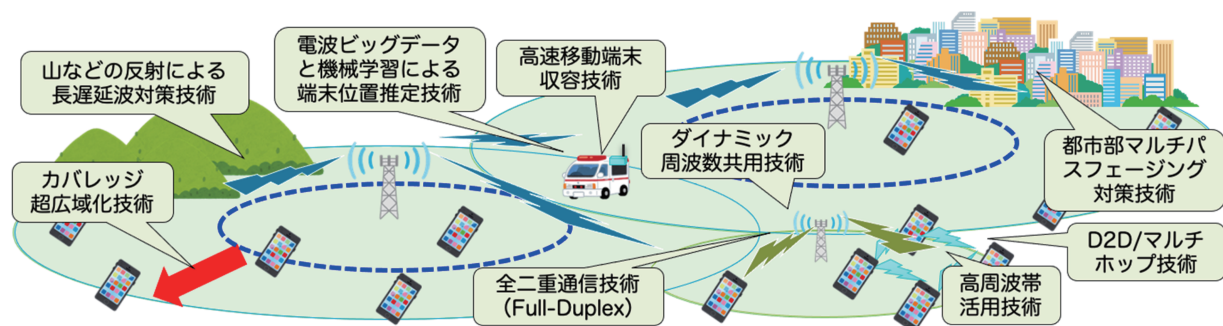 山などの反射による
長遅延波対策技術
電波ビッグデータ
と機械学習による
端末位置推定技術
高速移動端末
収容技術
ダイナミック
周波数共用技術
都市部マルチパ
スフェージング
対策技術
カバレッジ
超広域化技術
全二重通信技術
(Full-Duplex)
高周波帯
活用技術
D2D/マルチ
ホップ技術